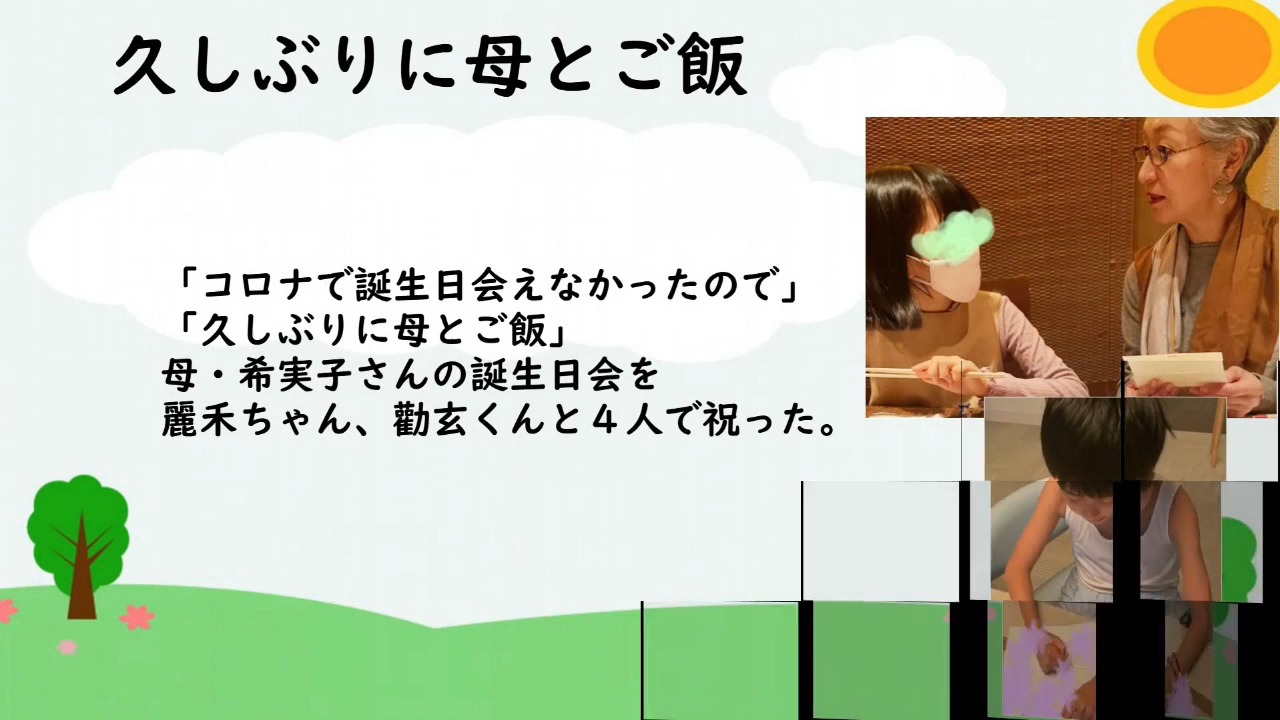 久しぶりに母とご飯
「コロナで誕生日会えなかったので」
「久しぶりに母とご飯」
母・希実子さんの誕生日会を
麗禾ちゃん、勸玄くんと４人で祝った。